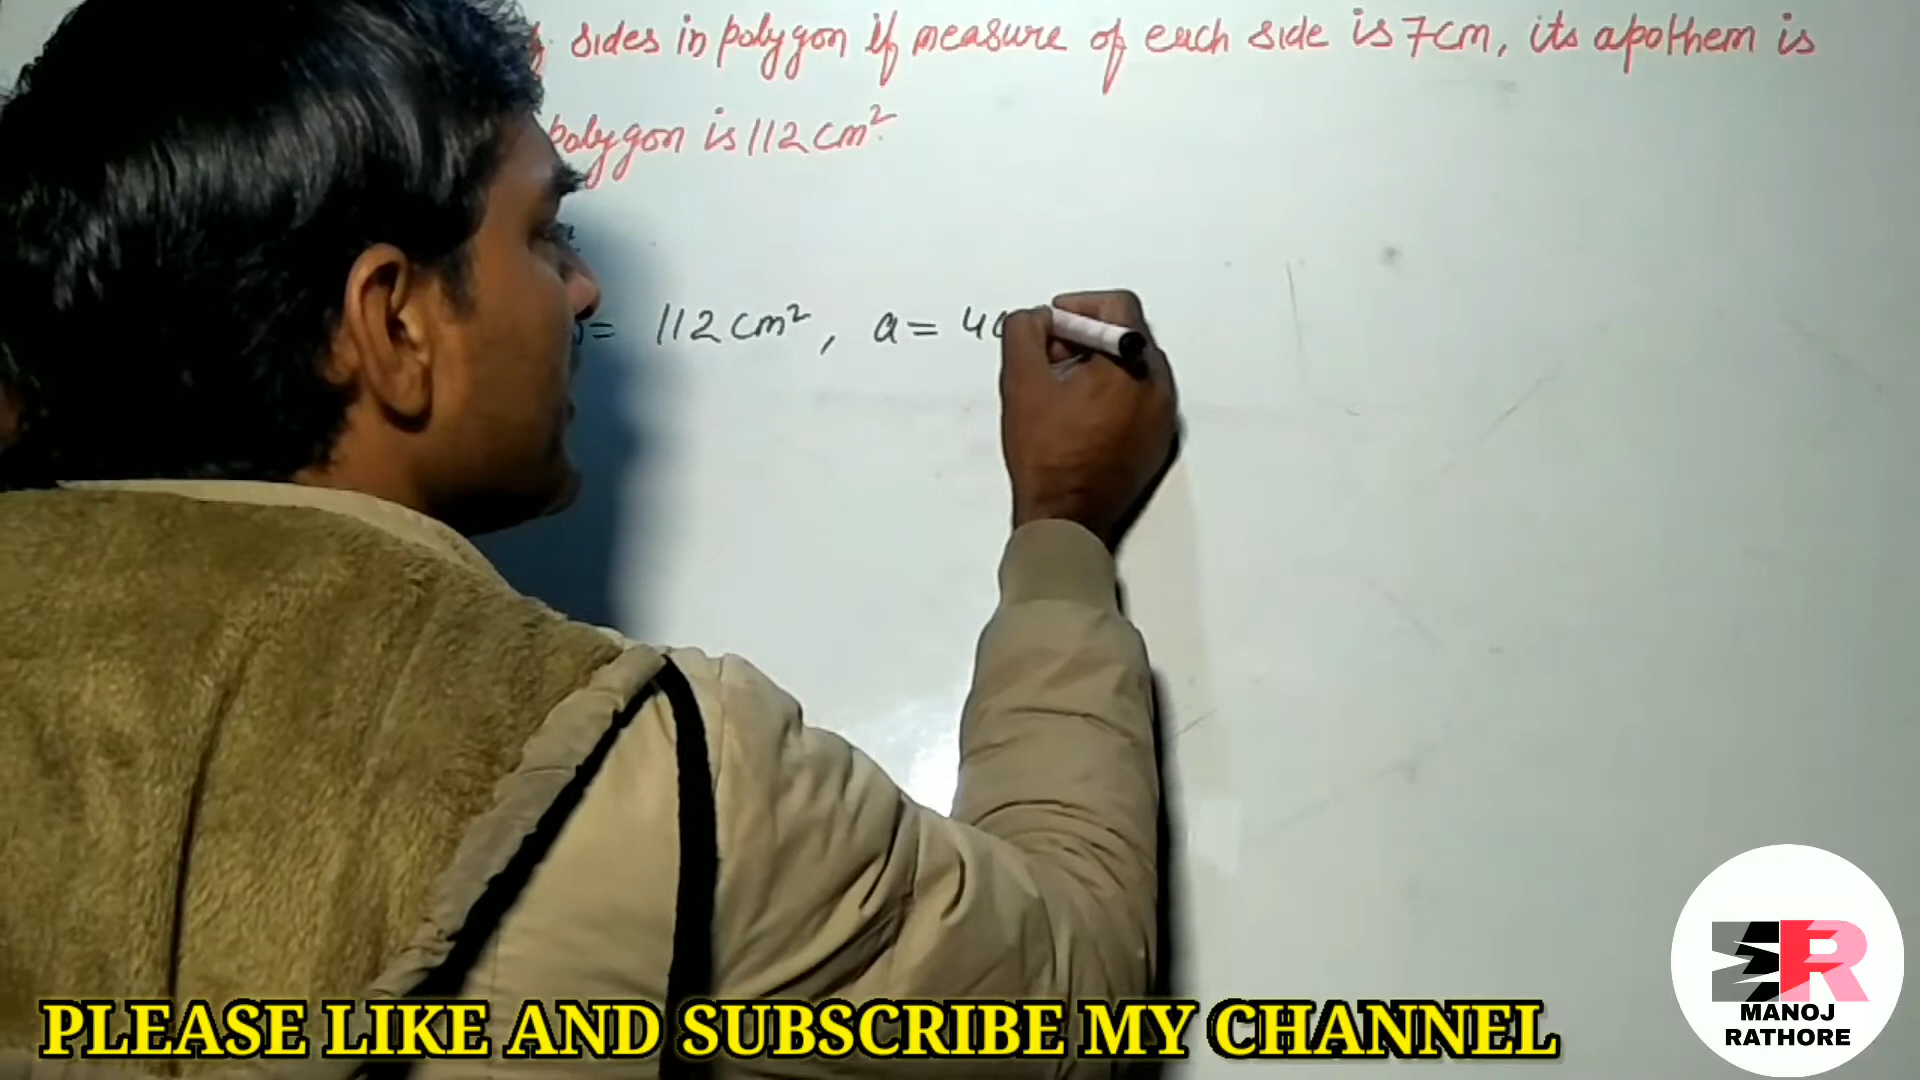 sides in polygon if measure of each side is 7cm, its apothem is
polygon is 112 cm².
= 112 cm², a = 4
PLEASE LIKE AND SUBSCRIBE MY CHANNEL
MANOJ
RATHORE